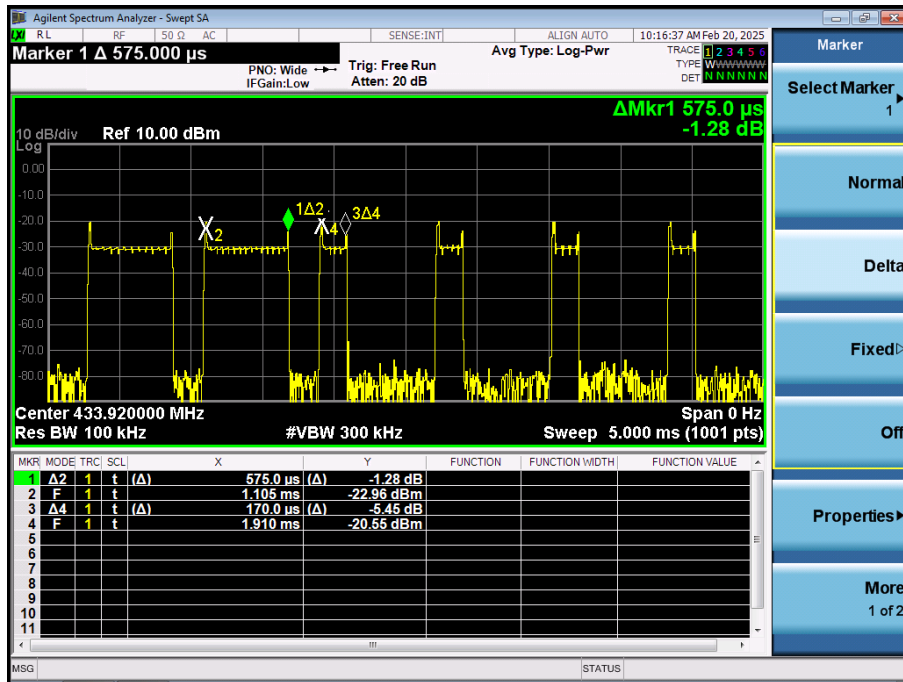 Agilent Spectrum Analyzer - Swept SA
LXI RL RF 50 Ω AC SENSE:INT ALIGN AUTO 10:16:37 AM Feb 20, 2025
Marker 1 Δ 575.000 µs
PNO: Wide
IFGain:Low
Trig: Free Run
Atten: 20 dB
Avg Type: Log-Pwr
TRACE 1 2 3 4 5 6
TYPE WWWWWW
DET N N N N N N
ΔMkr1 575.0 µs
-1.28 dB
10 dB/div Ref 10.00 dBm
Log
0.00
-10.0
-20.0
-30.0
-40.0
-50.0
-60.0
-70.0
-80.0
X2
1Δ2
X4
3Δ4
Center 433.920000 MHz Span 0 Hz
Res BW 100 kHz #VBW 300 kHz Sweep 5.000 ms (1001 pts)
MKR MODE TRC SCL X Y FUNCTION FUNCTION WIDTH FUNCTION VALUE
1 Δ2 1 t (Δ) 575.0 µs (Δ) -1.28 dB
2 F 1 t 1.105 ms -22.96 dBm
3 Δ4 1 t (Δ) 170.0 µs (Δ) -5.45 dB
4 F 1 t 1.910 ms -20.55 dBm
5
6
7
8
9
10
11
MSG STATUS
Marker
Select Marker
1
Normal
Delta
Fixed
Off
Properties
More
1 of 2